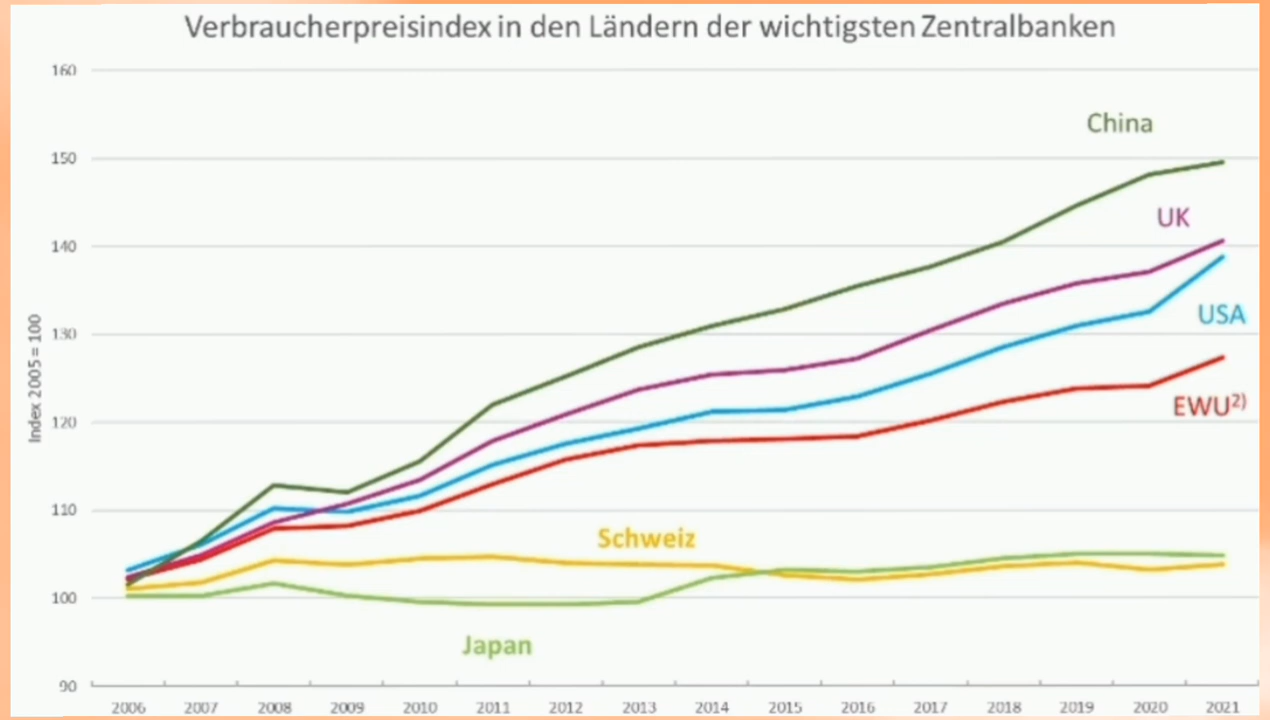 Verbraucherpreisindex in den Ländern der wichtigsten Zentralbanken
160
150
140
130
120
110
100
90
Index 2005 = 100
China
UK
USA
EWU²⁾
Schweiz
Japan
2006 2007 2008 2009 2010 2011 2012 2013 2014 2015 2016 2017 2018 2019 2020 2021